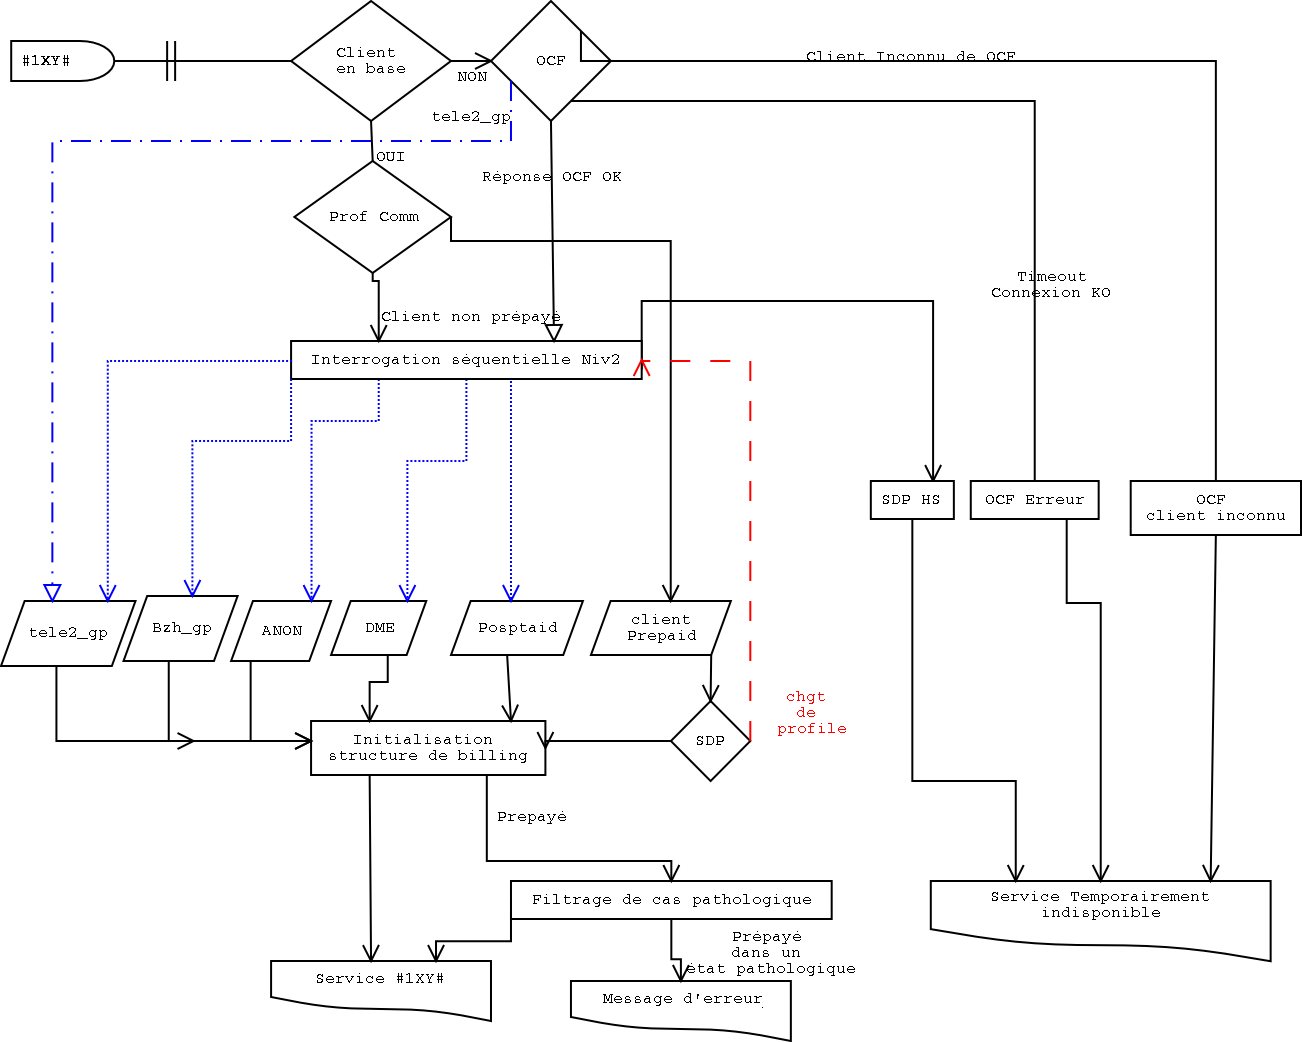 #1XY#
Client
en base
NON
OCF
Client Inconnu de OCF
tele2_gp
OUI
Réponse OCF OK
Prof Comm
Timeout
Connexion KO
Client non prépayé
Interrogation séquentielle Niv2
SDP HS
OCF Erreur
OCF
client inconnu
tele2_gp
Bzh_gp
ANON
DME
Posptaid
client
Prepaid
chgt
de
profile
Initialisation
structure de billing
SDP
Prepayé
Filtrage de cas pathologique
Service Temporairement
indisponible
Prépayé
dans un
état pathologique
Service #1XY#
Message d'erreur